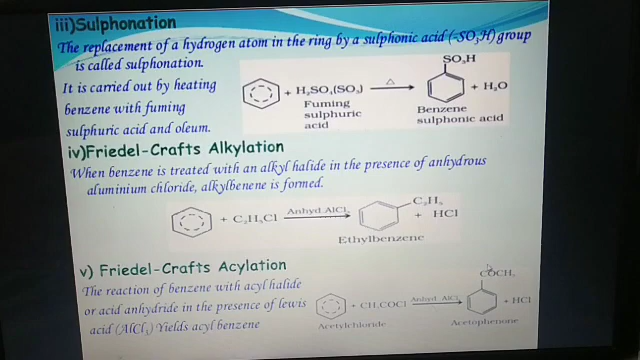 iii)Sulphonation
The replacement of a hydrogen atom in the ring by a sulphonic acid (-SO₃H) group
is called sulphonation.
It is carried out by heating
benzene with fuming
sulphuric acid and oleum.
+ H₂SO₄(SO₃) △ SO₃H + H₂O
Fuming
sulphuric
acid
Benzene
sulphonic acid
iv)Friedel-Crafts Alkylation
When benzene is treated with an alkyl halide in the presence of anhydrous
aluminium chloride, alkylbenene is formed.
+ C₂H₅Cl Anhyd.AlCl₃ C₂H₅ + HCl
Ethylbenzene
v) Friedel-Crafts Acylation
The reaction of benzene with acyl halide
or acid anhydride in the presence of lewis
acid (AlCl₃) Yields acyl benzene
+ CH₃COCl Anhyd. AlCl₃ COCH₃ + HCl
Acetylchloride
Acetophenone